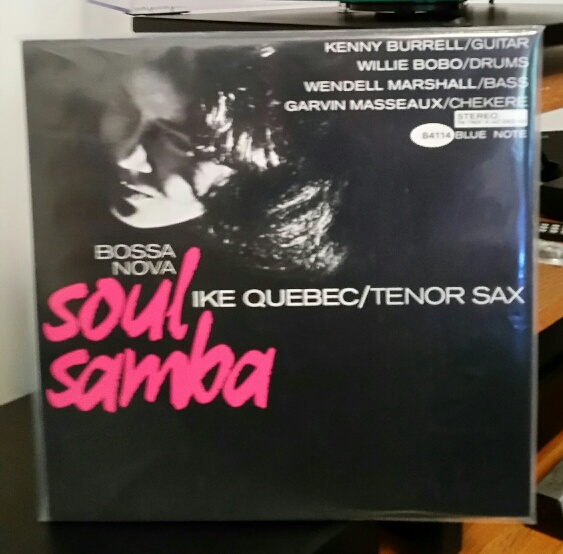 KENNY BURRELL/GUITAR
WILLIE BOBO/DRUMS
WENDELL MARSHALL/BASS
GARVIN MASSEAUX/CHEKERE
STEREO
84114 BLUE NOTE
BOSSA
NOVA
soul
IKE QUEBEC/TENOR SAX
samba